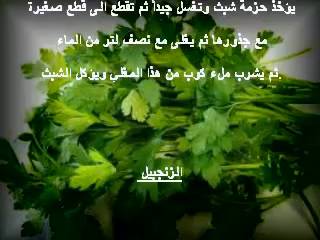 يؤخذ حزمة شبث وتغسل جيداً ثم تقطع الى قطع صغيرة
مع جذورها ثم يغلى مع نصف لتر من الماء
ثم يشرب ملء كوب من هذا المغلي ويؤكل الشبث.
الزنجبيل